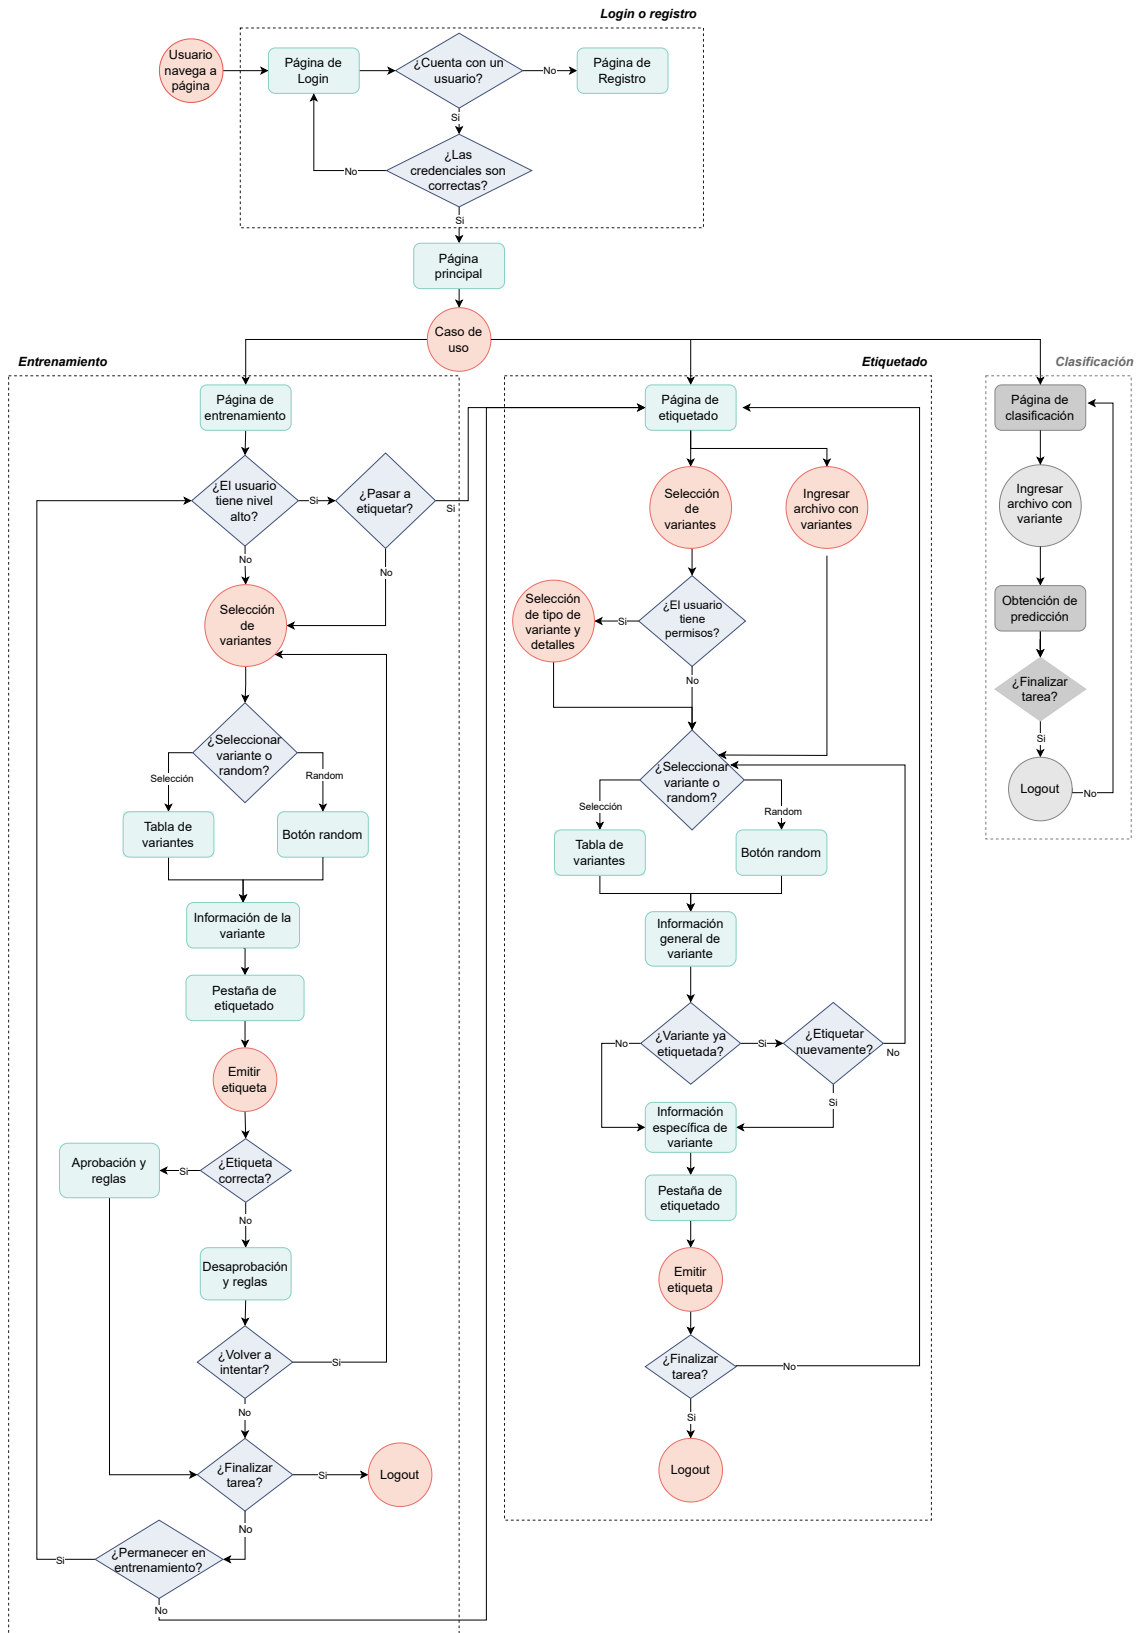 Login o registro
Usuario
navega a
página
Página de
Login
¿Cuenta con un
usuario?
No
Página de
Registro
Si
¿Las
credenciales son
correctas?
No
Si
Página
principal
Caso de
uso
Entrenamiento
Página de
entrenamiento
¿El usuario
tiene nivel
alto?
Si
¿Pasar a
etiquetar?
Si
No
No
Selección
de
variantes
¿Seleccionar
variante o
random?
Selección
Random
Tabla de
variantes
Botón random
Información de la
variante
Pestaña de
etiquetado
Emitir
etiqueta
¿Etiqueta
correcta?
Si
Aprobación y
reglas
No
Desaprobación
y reglas
¿Volver a
intentar?
Si
No
¿Finalizar
tarea?
Si
Logout
No
¿Permanecer en
entrenamiento?
Si
No
Etiquetado
Página de
etiquetado
Selección
de
variantes
Ingresar
archivo con
variantes
¿El usuario
tiene
permisos?
Si
Selección
de tipo de
variante y
detalles
No
¿Seleccionar
variante o
random?
Selección
Random
Tabla de
variantes
Botón random
Información
general de
variante
¿Variante ya
etiquetada?
No
Si
¿Etiquetar
nuevamente?
No
Si
Información
específica de
variante
Pestaña de
etiquetado
Emitir
etiqueta
¿Finalizar
tarea?
No
Si
Logout
Clasificación
Página de
clasificación
Ingresar
archivo con
variante
Obtención de
predicción
¿Finalizar
tarea?
Si
Logout
No